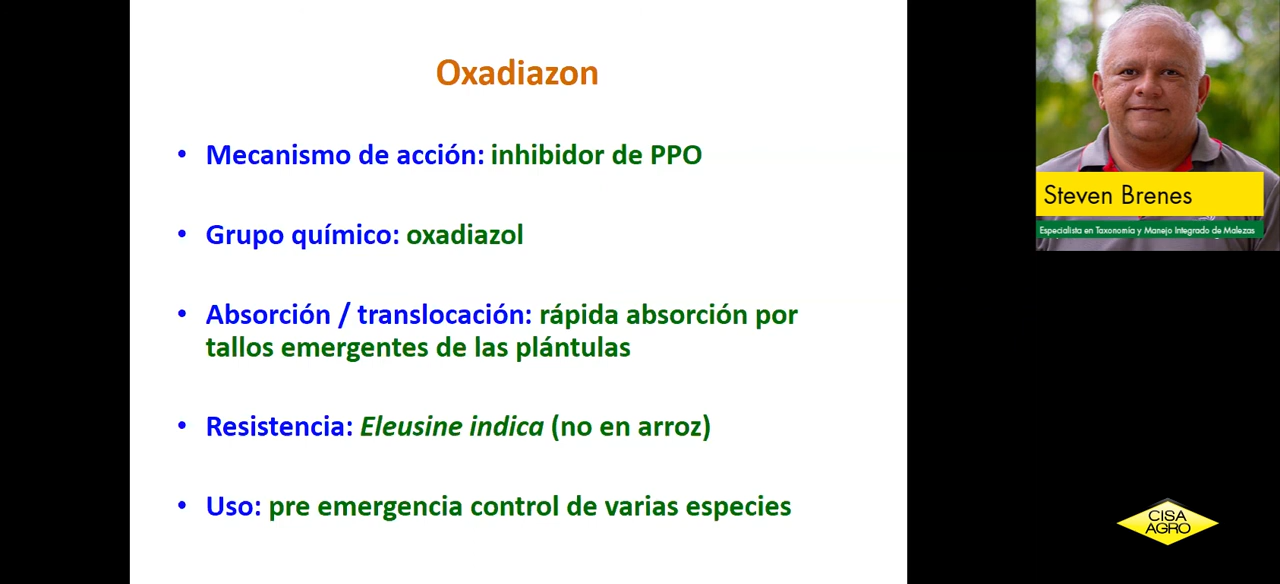 Oxadiazon
• Mecanismo de acción: inhibidor de PPO
• Grupo químico: oxadiazol
• Absorción / translocación: rápida absorción por
tallos emergentes de las plántulas
• Resistencia: Eleusine indica (no en arroz)
• Uso: pre emergencia control de varias especies
Steven Brenes
Especialista en Taxonomía y Manejo Integrado de Malezas
CISA
AGRO